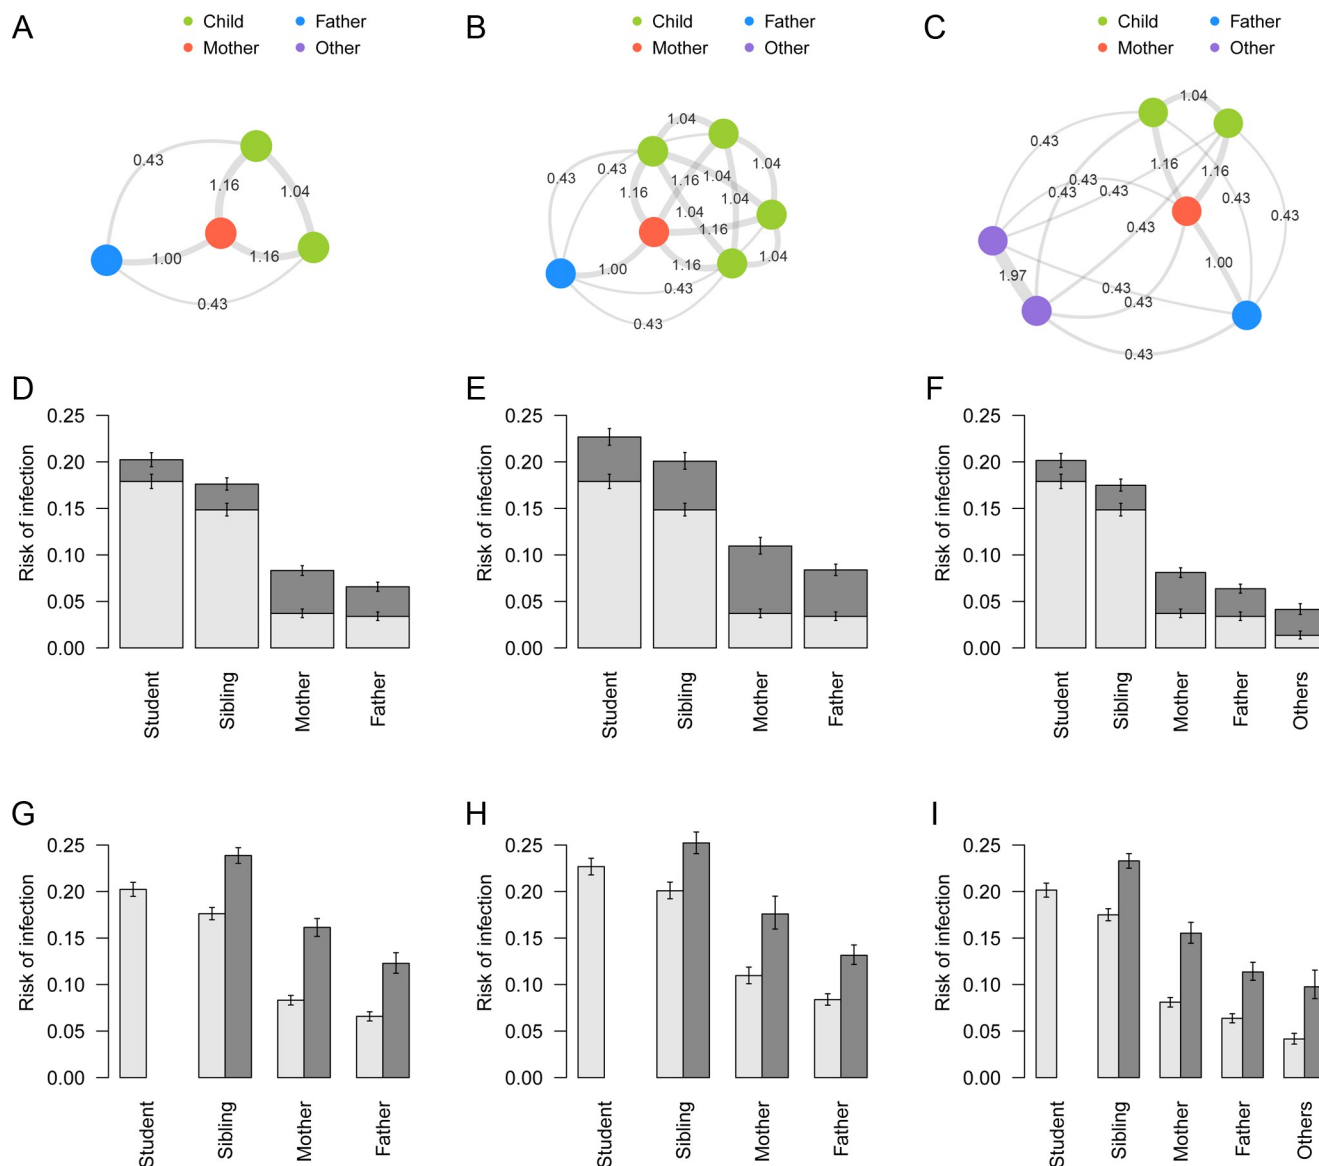 A
Child
Father
Mother
Other
0.43
1.16
1.04
1.00
1.16
0.43
B
Child
Father
Mother
Other
1.04
0.43
0.43
1.16
1.16
1.04
1.04
1.04
1.04
1.16
1.00
1.16
1.04
0.43
0.43
C
Child
Father
Mother
Other
1.04
0.43
1.16
1.16
0.43
0.43
0.43
0.43
0.43
0.43
1.97
1.00
0.43
0.43
0.43
D
Risk of infection
0.25
0.20
0.15
0.10
0.05
0.00
Student
Sibling
Mother
Father
E
Risk of infection
0.25
0.20
0.15
0.10
0.05
0.00
Student
Sibling
Mother
Father
F
Risk of infection
0.25
0.20
0.15
0.10
0.05
0.00
Student
Sibling
Mother
Father
Others
G
Risk of infection
0.25
0.20
0.15
0.10
0.05
0.00
Student
Sibling
Mother
Father
H
Risk of infection
0.25
0.20
0.15
0.10
0.05
0.00
Student
Sibling
Mother
Father
I
Risk of infection
0.25
0.20
0.15
0.10
0.05
0.00
Student
Sibling
Mother
Father
Others